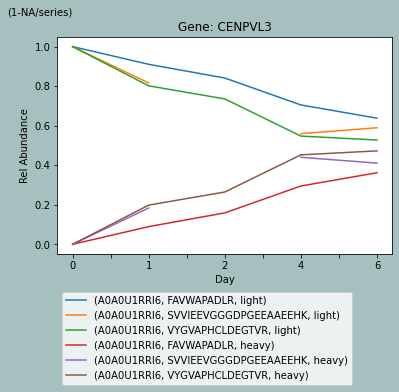 (1-NA/series)
Gene: CENPVL3
1.0
0.8
0.6
0.4
0.2
0.0
Rel Abundance
0 1 2 4 6
Day
(A0A0U1RRI6, FAVWAPADLR, light)
(A0A0U1RRI6, SVVIEEVGGGDPGEEAAEEHK, light)
(A0A0U1RRI6, VYGVAPHCLDEGTVR, light)
(A0A0U1RRI6, FAVWAPADLR, heavy)
(A0A0U1RRI6, SVVIEEVGGGDPGEEAAEEHK, heavy)
(A0A0U1RRI6, VYGVAPHCLDEGTVR, heavy)